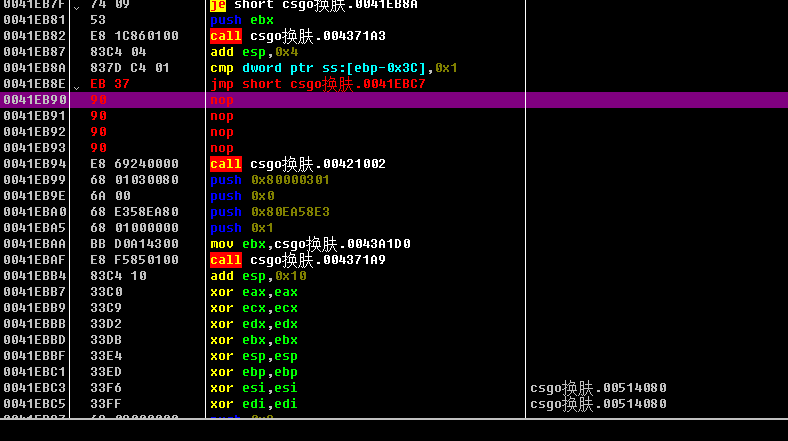 0041EB7F 74 09 je short csgo换肤.0041EB8A
0041EB81 53 push ebx
0041EB82 E8 1C860100 call csgo换肤.004371A3
0041EB87 83C4 04 add esp,0x4
0041EB8A 837D C4 01 cmp dword ptr ss:[ebp-0x3C],0x1
0041EB8E EB 37 jmp short csgo换肤.0041EBC7
0041EB90 90 nop
0041EB91 90 nop
0041EB92 90 nop
0041EB93 90 nop
0041EB94 E8 69240000 call csgo换肤.00421002
0041EB99 68 01030080 push 0x80000301
0041EB9E 6A 00 push 0x0
0041EBA0 68 E358EA80 push 0x80EA58E3
0041EBA5 68 01000000 push 0x1
0041EBAA BB D0A14300 mov ebx,csgo换肤.0043A1D0
0041EBAF E8 F5850100 call csgo换肤.004371A9
0041EBB4 83C4 10 add esp,0x10
0041EBB7 33C0 xor eax,eax
0041EBB9 33C9 xor ecx,ecx
0041EBBB 33D2 xor edx,edx
0041EBBD 33DB xor ebx,ebx
0041EBBF 33E4 xor esp,esp
0041EBC1 33ED xor ebp,ebp
0041EBC3 33F6 xor esi,esi csgo换肤.00514080
0041EBC5 33FF xor edi,edi csgo换肤.00514080